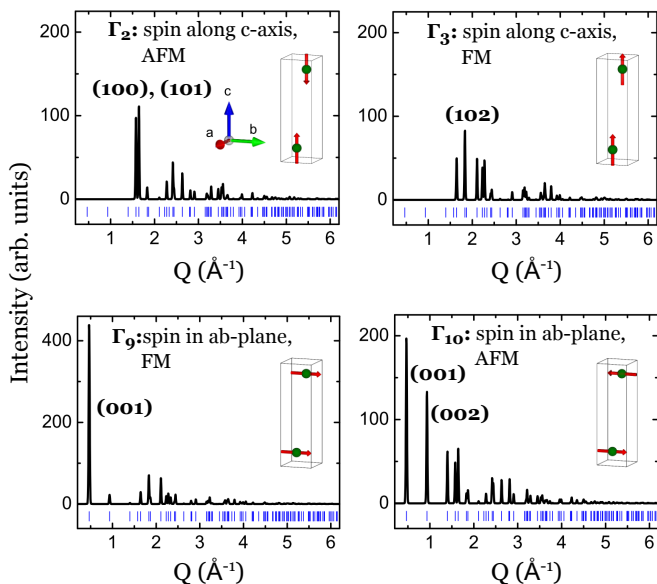 Γ₂: spin along c-axis,
AFM
(100), (101)
c
a
b
200
100
0
1 2 3 4 5 6
Q (Å⁻¹)
Γ₃: spin along c-axis,
FM
(102)
200
100
0
1 2 3 4 5 6
Q (Å⁻¹)
Intensity (arb. units)
Γ₉:spin in ab-plane,
FM
(001)
400
200
0
1 2 3 4 5 6
Q (Å⁻¹)
Γ₁₀: spin in ab-plane,
AFM
(001)
(002)
200
100
0
1 2 3 4 5 6
Q (Å⁻¹)